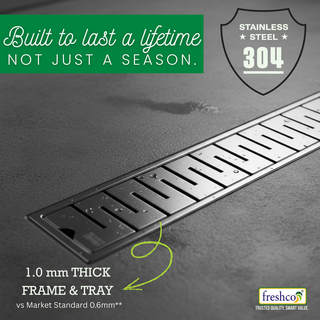 Built to last a lifetime
NOT JUST A SEASON.
STAINLESS
★ STEEL ★
304
1.0 mm THICK
FRAME & TRAY
vs Market Standard 0.6mm**
freshco
TRUSTED QUALITY, SMART VALUE.